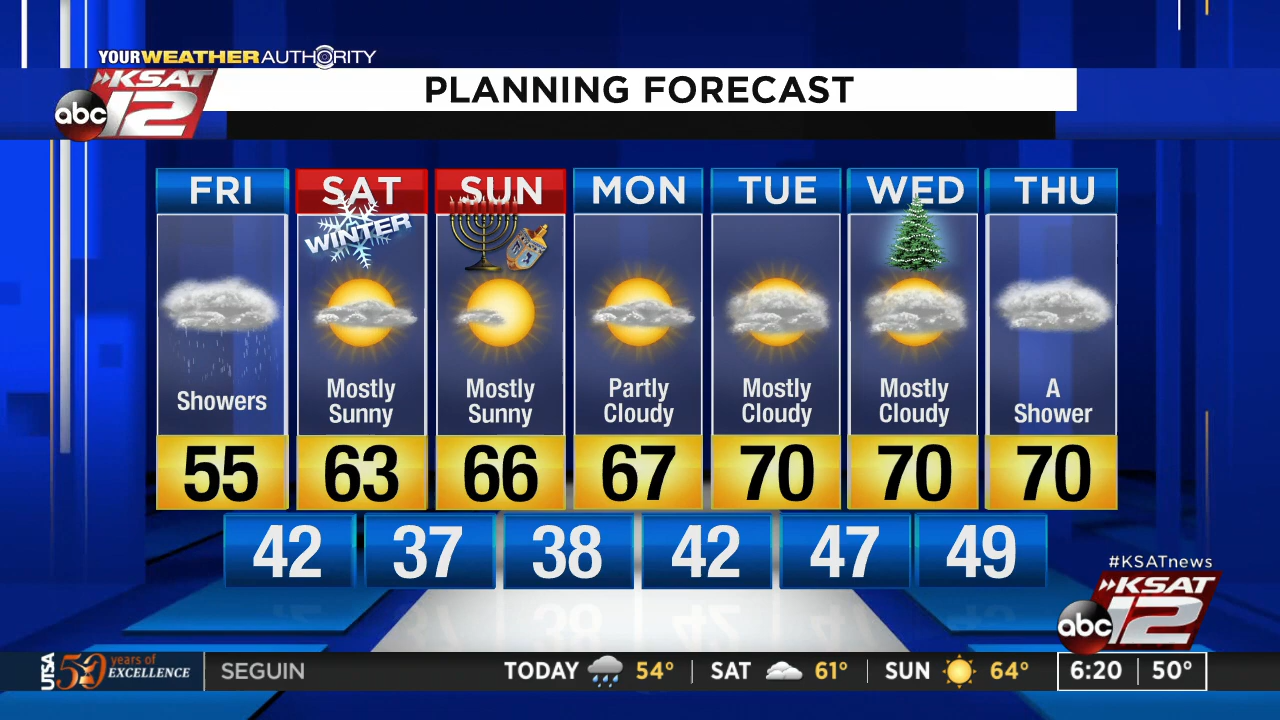 YOURWEATHERAUTHORITY
KSAT
abc 12
PLANNING FORECAST
FRI SAT SUN MON TUE WED THU
WINTER
Showers Mostly Sunny Mostly Sunny Partly Cloudy Mostly Cloudy Mostly Cloudy A Shower
55 63 66 67 70 70 70
42 37 38 42 47 49
#KSATnews
KSAT
abc 12
UTSA 50 years of EXCELLENCE SEGUIN TODAY 54° SAT 61° SUN 64° 6:20 50°